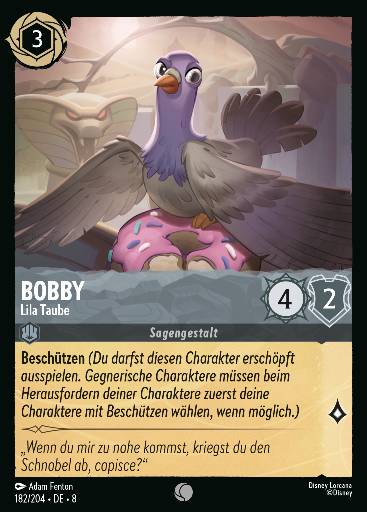 3
BOBBY
Lila Taube
4
2
Sagengestalt
Beschützen (Du darfst diesen Charakter erschöpft
ausspielen. Gegnerische Charaktere müssen beim
Herausfordern deiner Charaktere zuerst deine
Charaktere mit Beschützen wählen, wenn möglich.)
„Wenn du mir zu nahe kommst, kriegst du den
Schnobel ab, capisce?“
Adam Fenton
182/204 • DE • 8
Disney Lorcana
©Disney